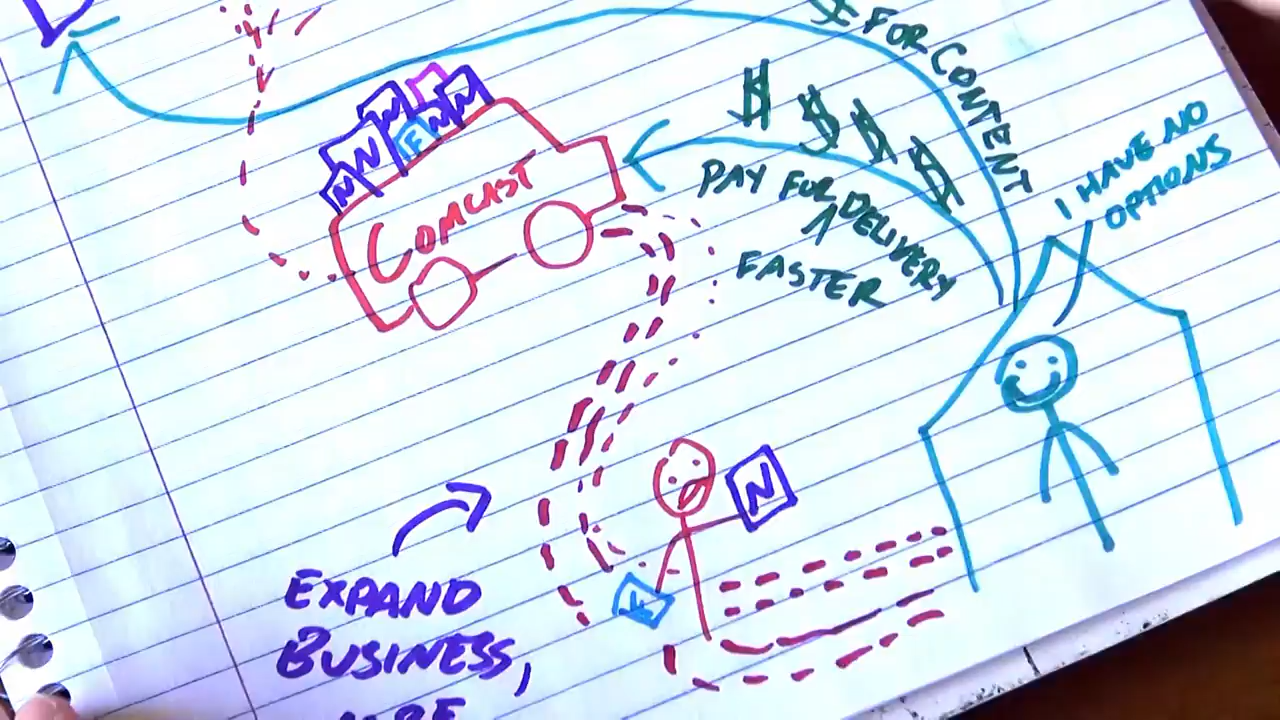 $ FOR CONTENT
$ $ $ $
PAY FOR DELIVERY
FASTER
I HAVE NO
OPTIONS
N N F N N
N
COMCAST
N
F
EXPAND
BUSINESS,